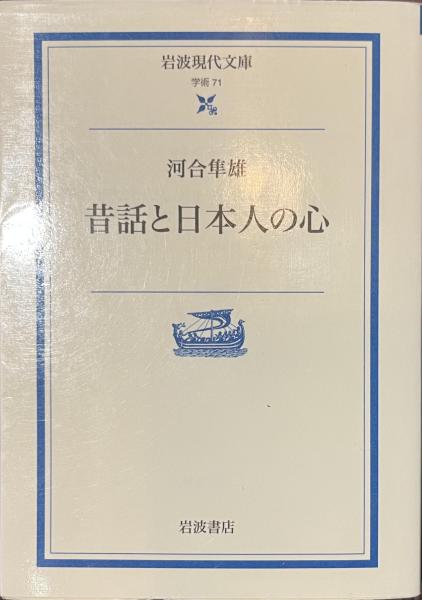 岩波現代文庫
学術 71
河合隼雄
昔話と日本人の心
岩波書店